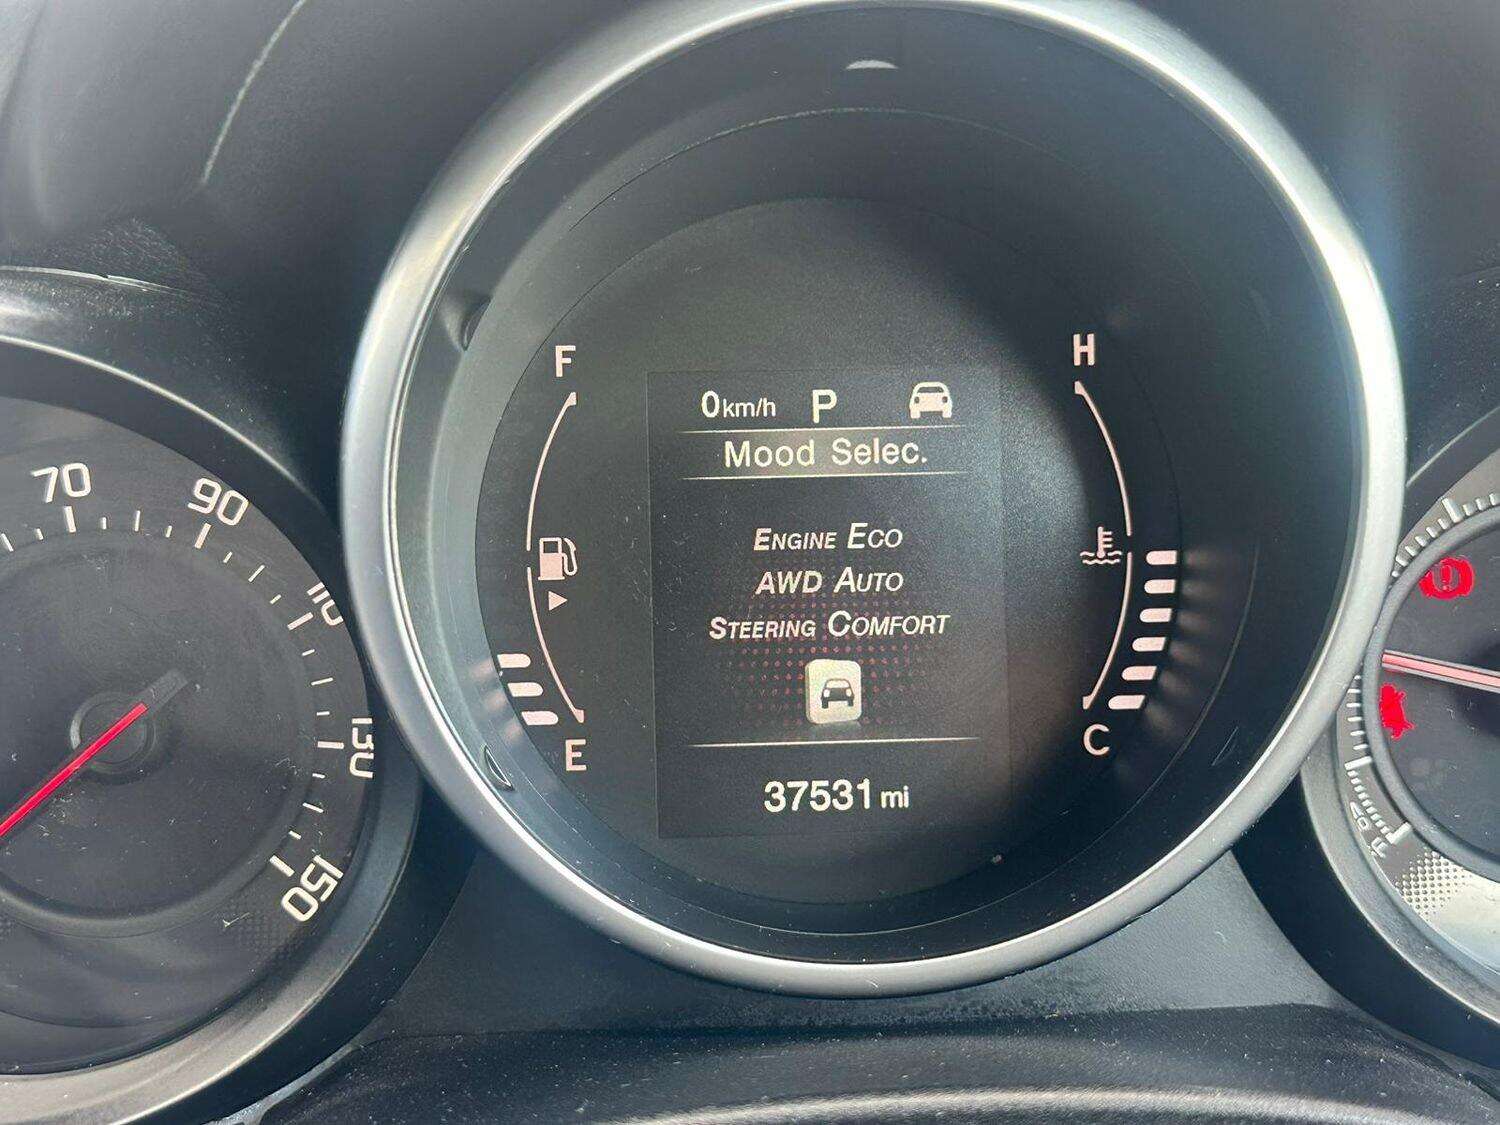 F
H
0km/h P
Mood Selec.
ENGINE ECO
AWD AUTO
STEERING COMFORT
E
C
37531 mi
70
90
110
130
150